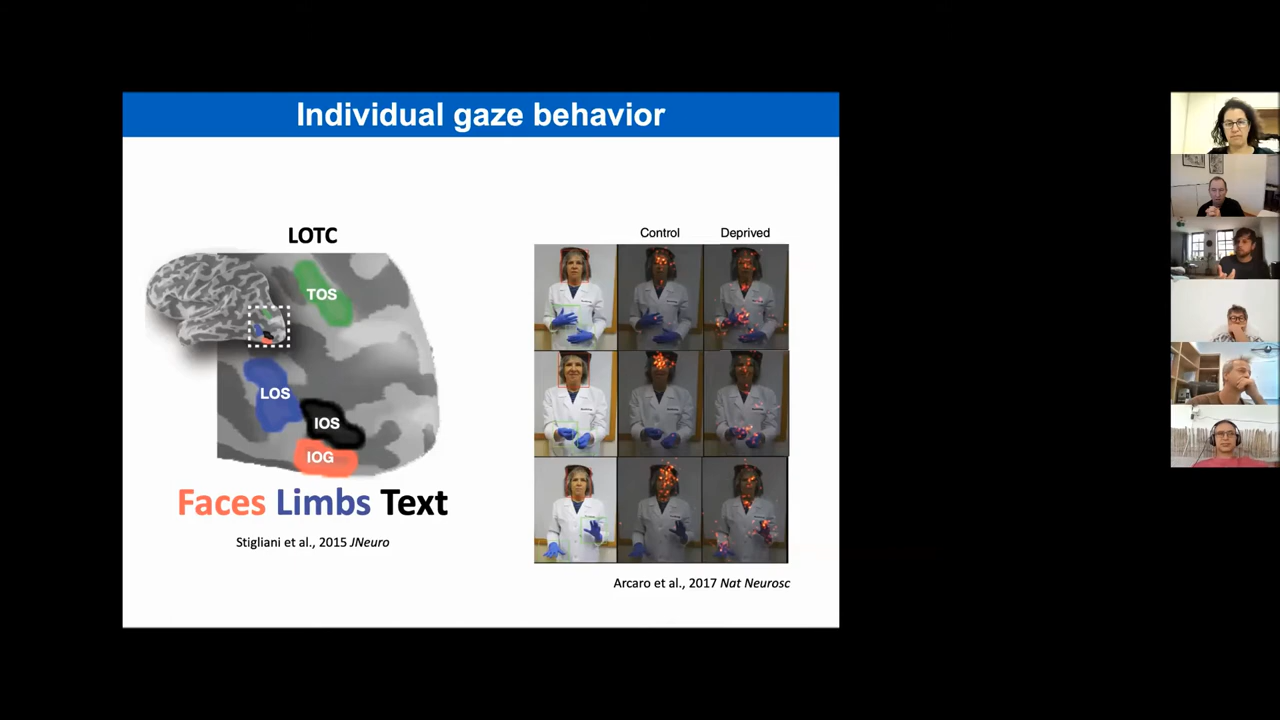 Individual gaze behavior
LOTC
TOS
LOS
IOS
IOG
Faces Limbs Text
Stigliani et al., 2015 JNeuro
Control
Deprived
Arcaro et al., 2017 Nat Neurosc